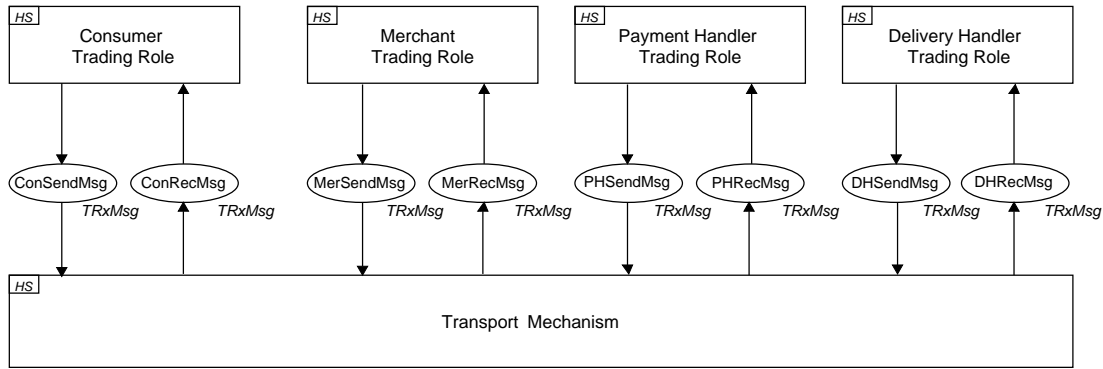 HS
Consumer
Trading Role
HS
Merchant
Trading Role
HS
Payment Handler
Trading Role
HS
Delivery Handler
Trading Role
ConSendMsg
TRxMsg
ConRecMsg
TRxMsg
MerSendMsg
TRxMsg
MerRecMsg
TRxMsg
PHSendMsg
TRxMsg
PHRecMsg
TRxMsg
DHSendMsg
TRxMsg
DHRecMsg
TRxMsg
HS
Transport Mechanism